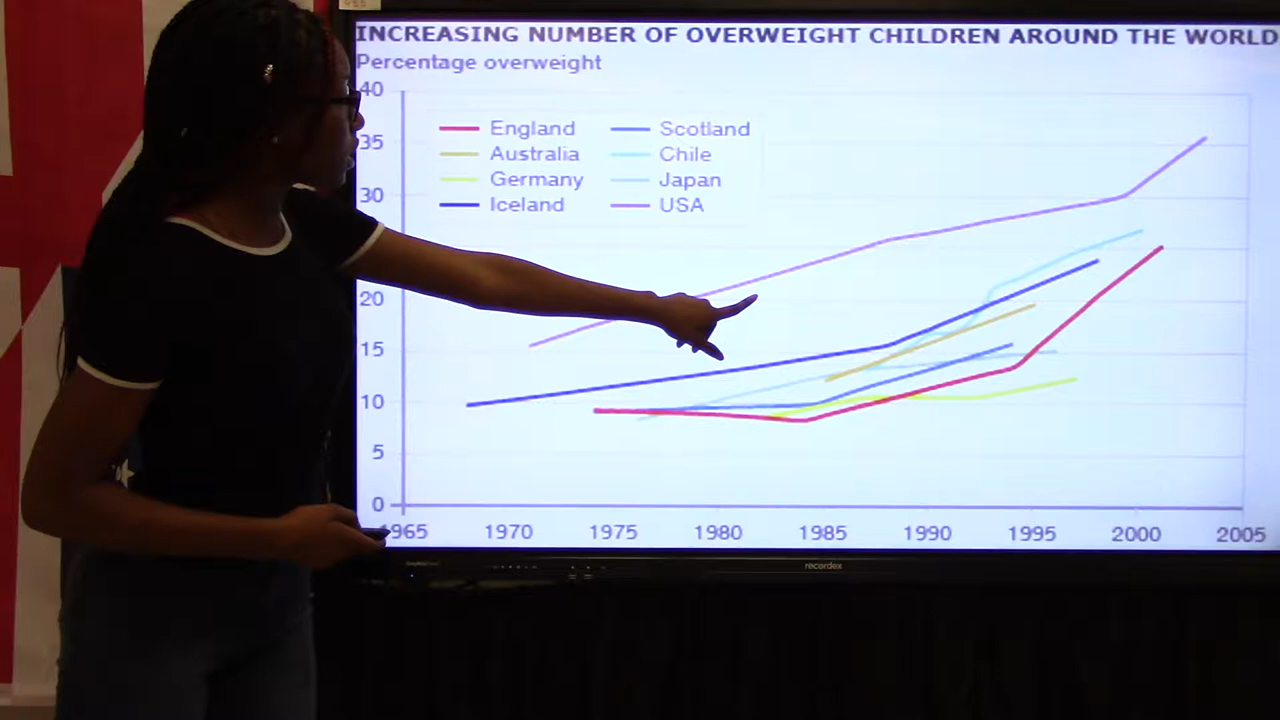 INCREASING NUMBER OF OVERWEIGHT CHILDREN AROUND THE WORLD
Percentage overweight
40
35
30
20
15
10
5
0
England
Australia
Germany
Iceland
Scotland
Chile
Japan
USA
965 1970 1975 1980 1985 1990 1995 2000 2005
recordex